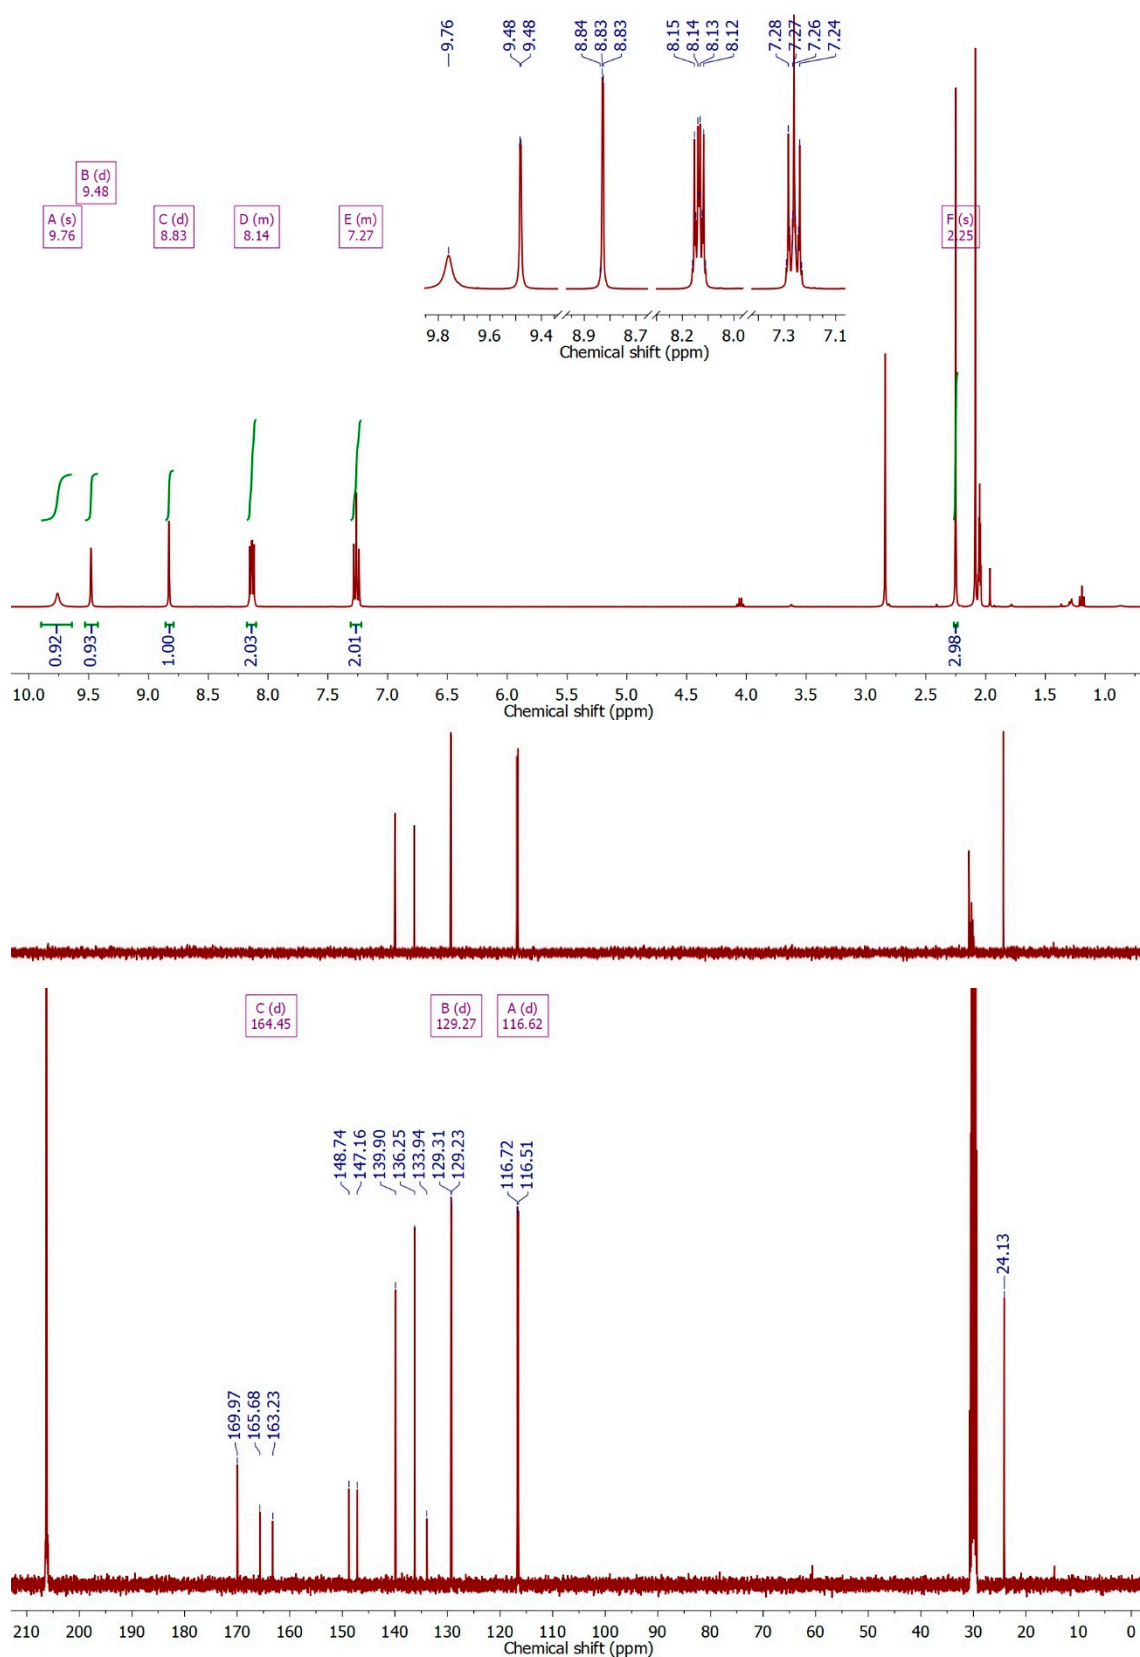 9.76
9.48
9.48
8.84
8.83
8.83
8.15
8.14
8.13
8.12
7.28
7.27
7.26
7.24
B (d)
9.48
A (s)
9.76
C (d)
8.83
D (m)
8.14
E (m)
7.27
F (s)
2.25
9.8 9.6 9.4 8.9 8.7 8.2 8.0 7.3 7.1
Chemical shift (ppm)
0.92
0.93
1.00
2.03
2.01
2.98
10.0 9.5 9.0 8.5 8.0 7.5 7.0 6.5 6.0 5.5 5.0 4.5 4.0 3.5 3.0 2.5 2.0 1.5 1.0
Chemical shift (ppm)
C (d)
164.45
B (d)
129.27
A (d)
116.62
169.97
165.68
163.23
148.74
147.16
139.90
136.25
133.94
129.31
129.23
116.72
116.51
24.13
210 200 190 180 170 160 150 140 130 120 110 100 90 80 70 60 50 40 30 20 10 0
Chemical shift (ppm)